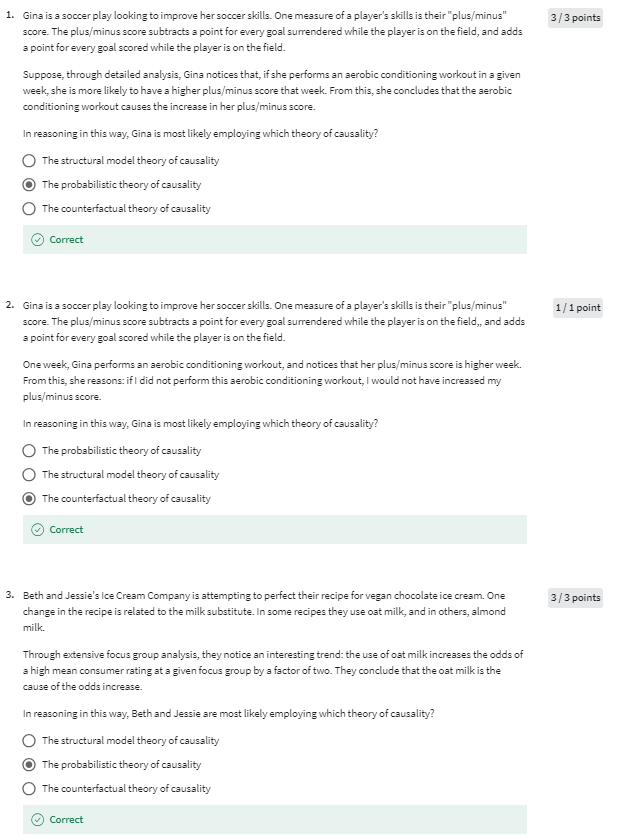 1. Gina is a soccer play looking to improve her soccer skills. One measure of a player's skills is their "plus/minus"
3 / 3 points
score. The plus/minus score subtracts a point for every goal surrendered while the player is on the field, and adds
a point for every goal scored while the player is on the field.
Suppose, through detailed analysis, Gina notices that, if she performs an aerobic conditioning workout in a given
week, she is more likely to have a higher plus/minus score that week. From this, she concludes that the aerobic
conditioning workout causes the increase in her plus/minus score.
In reasoning in this way, Gina is most likely employing which theory of causality?
The structural model theory of causality
The probabilistic theory of causality
The counterfactual theory of causality
Correct
2. Gina is a soccer play looking to improve her soccer skills. One measure of a player's skills is their "plus/minus"
1 / 1 point
score. The plus/minus score subtracts a point for every goal surrendered while the player is on the field,, and adds
a point for every goal scored while the player is on the field.
One week, Gina performs an aerobic conditioning workout, and notices that her plus/minus score is higher week.
From this, she reasons: if I did not perform this aerobic conditioning workout, I would not have increased my
plus/minus score.
In reasoning in this way, Gina is most likely employing which theory of causality?
The probabilistic theory of causality
The structural model theory of causality
The counterfactual theory of causality
Correct
3. Beth and Jessie's Ice Cream Company is attempting to perfect their recipe for vegan chocolate ice cream. One
3 / 3 points
change in the recipe is related to the milk substitute. In some recipes they use oat milk, and in others, almond
milk.
Through extensive focus group analysis, they notice an interesting trend: the use of oat milk increases the odds of
a high mean consumer rating at a given focus group by a factor of two. They conclude that the oat milk is the
cause of the odds increase.
In reasoning in this way, Beth and Jessie are most likely employing which theory of causality?
The structural model theory of causality
The probabilistic theory of causality
The counterfactual theory of causality
Correct